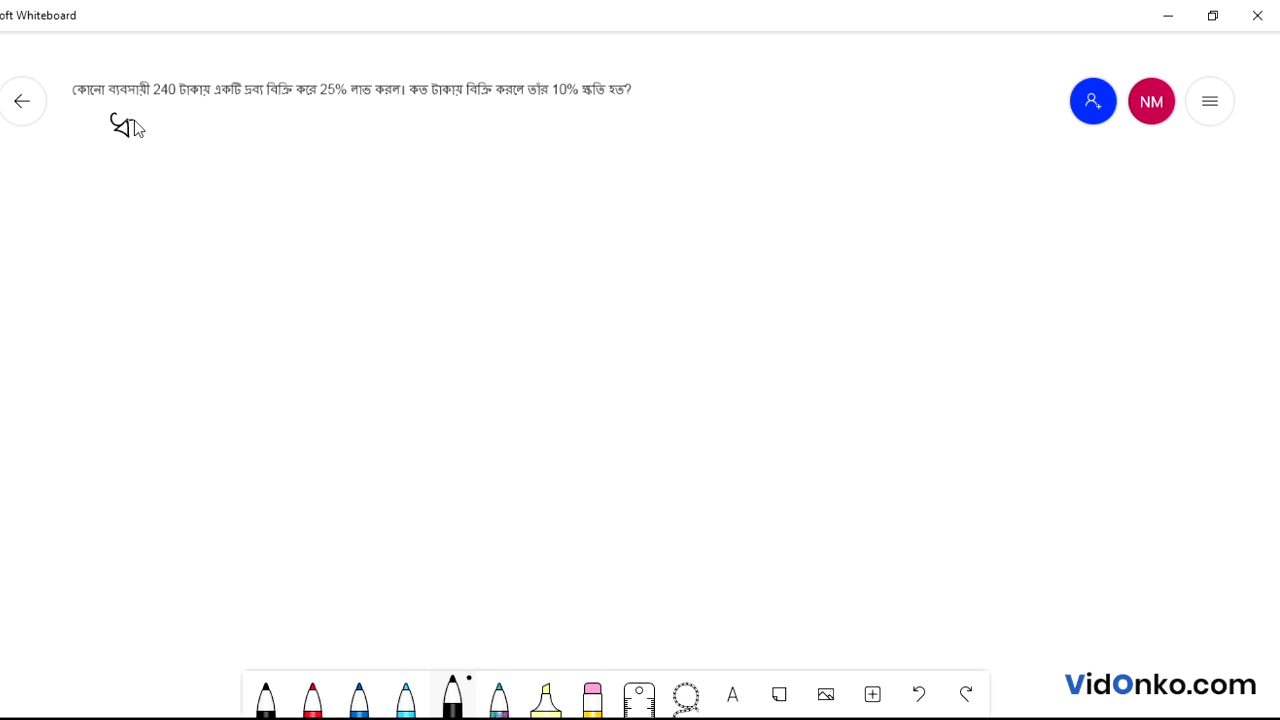 oft Whiteboard
কোনো ব্যবসায়ী 240 টাকায় একটি দ্রব্য বিক্রি করে 25% লাভ করল। কত টাকায় বিক্রি করলে তাঁর 10% ক্ষতি হত?
NM
A
VidOnko.com